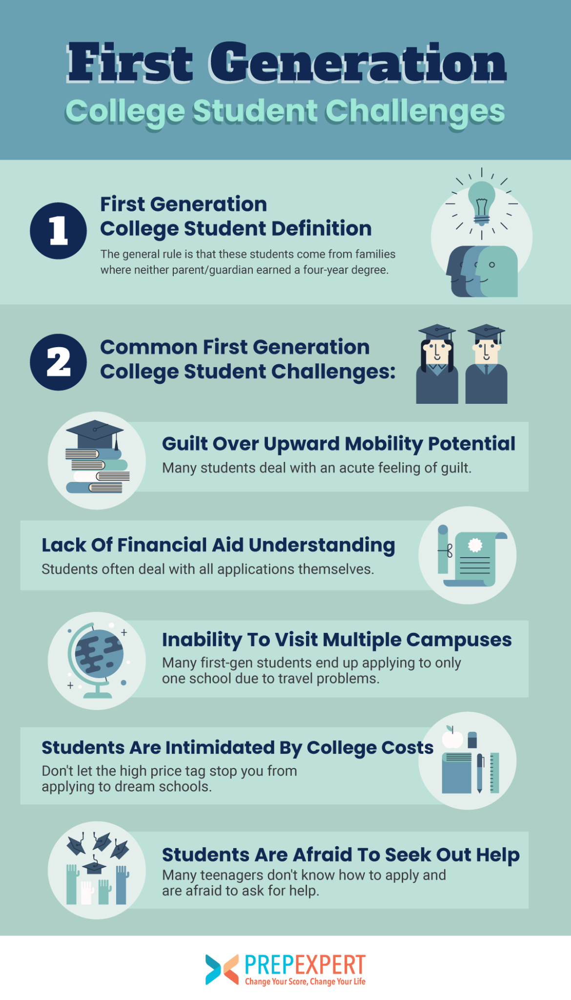 First Generation
College Student Challenges
1
First Generation
College Student Definition
The general rule is that these students come from families
where neither parent/guardian earned a four-year degree.
2
Common First Generation
College Student Challenges:
Guilt Over Upward Mobility Potential
Many students deal with an acute feeling of guilt.
Lack Of Financial Aid Understanding
Students often deal with all applications themselves.
Inability To Visit Multiple Campuses
Many first-gen students end up applying to only
one school due to travel problems.
Students Are Intimidated By College Costs
Don't let the high price tag stop you from
applying to dream schools.
Students Are Afraid To Seek Out Help
Many teenagers don't know how to apply and
are afraid to ask for help.
PREPEXPERT
Change Your Score, Change Your Life